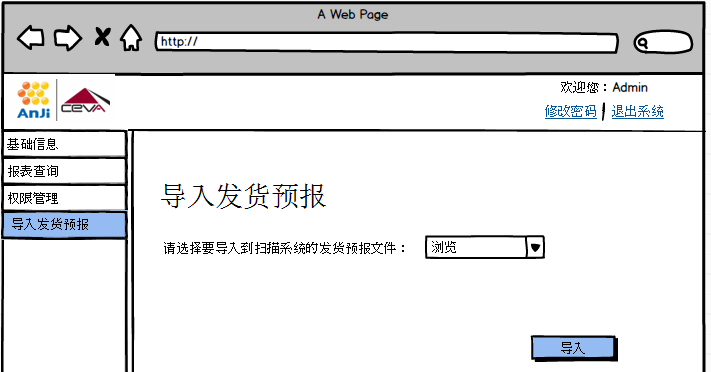 A Web Page
http://
AnJi CEVA
欢迎您：Admin
修改密码 | 退出系统
基础信息
报表查询
权限管理
导入发货预报
导入发货预报
请选择要导入到扫描系统的发货预报文件：
浏览
导入